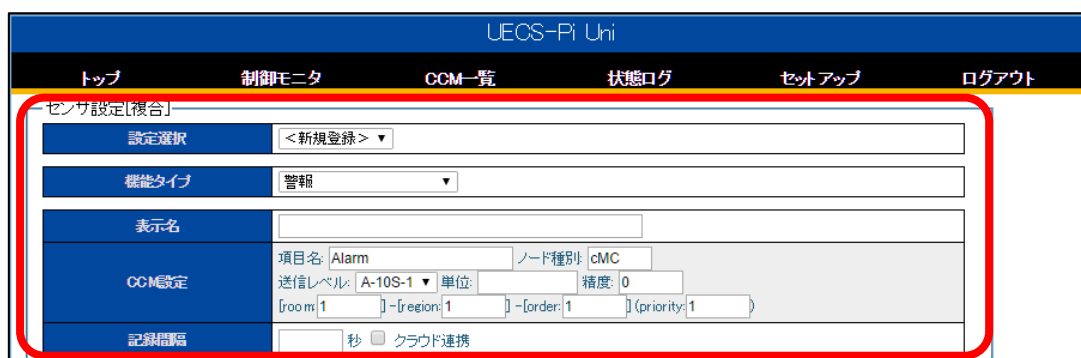 UECS-Pi Uni
トップ 制御モニタ CCM一覧 状態ログ セットアップ ログアウト
センサ設定[複合]
設定選択 <新規登録> ▼
機能タイプ 警報 ▼
表示名
CCM設定 項目名: Alarm ノード種別: cMC
送信レベル: A-10S-1 ▼ 単位: 精度: 0
[room:1 ]-[region:1 ]-[order:1 ](priority:1 )
記録間隔 秒 クラウド連携